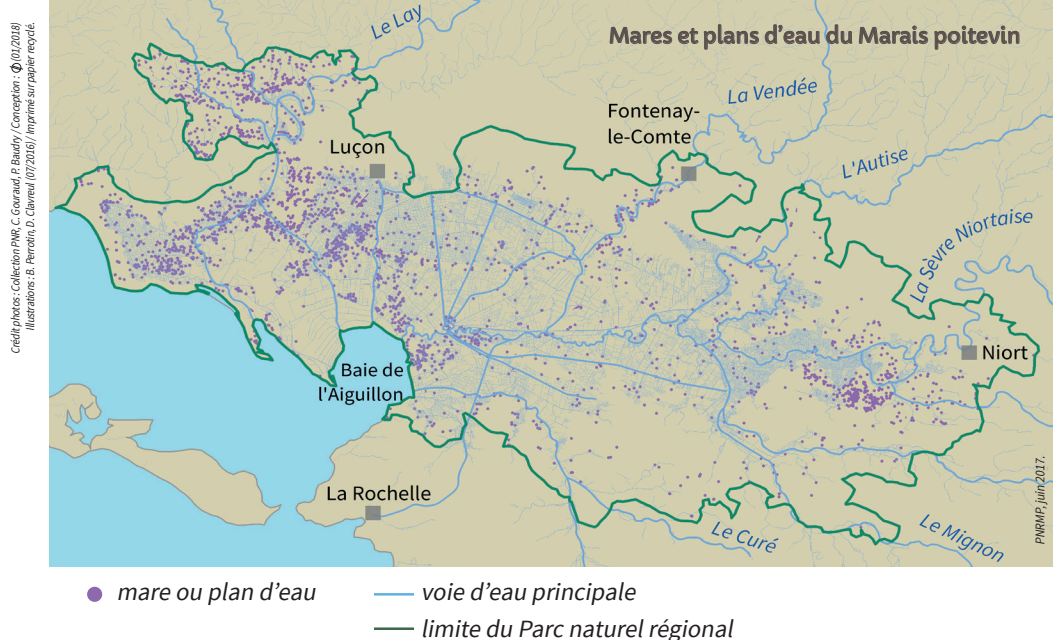 Mares et plans d’eau du Marais poitevin
Crédit photos : Collection PNR, C. Gouraud, P. Baudry / Conception : (01/2018)
Illustrations : B. Perrotin, D. Clavreul (07/2016) / Imprimé sur papier recyclé.
Le Lay
La Vendée
Fontenay-
le-Comte
Luçon
L'Autise
La Sèvre Niortaise
Niort
Baie de
l'Aiguillon
La Rochelle
Le Curé
Le Mignon
PNRMP, juin 2017.
mare ou plan d’eau
voie d’eau principale
limite du Parc naturel régional